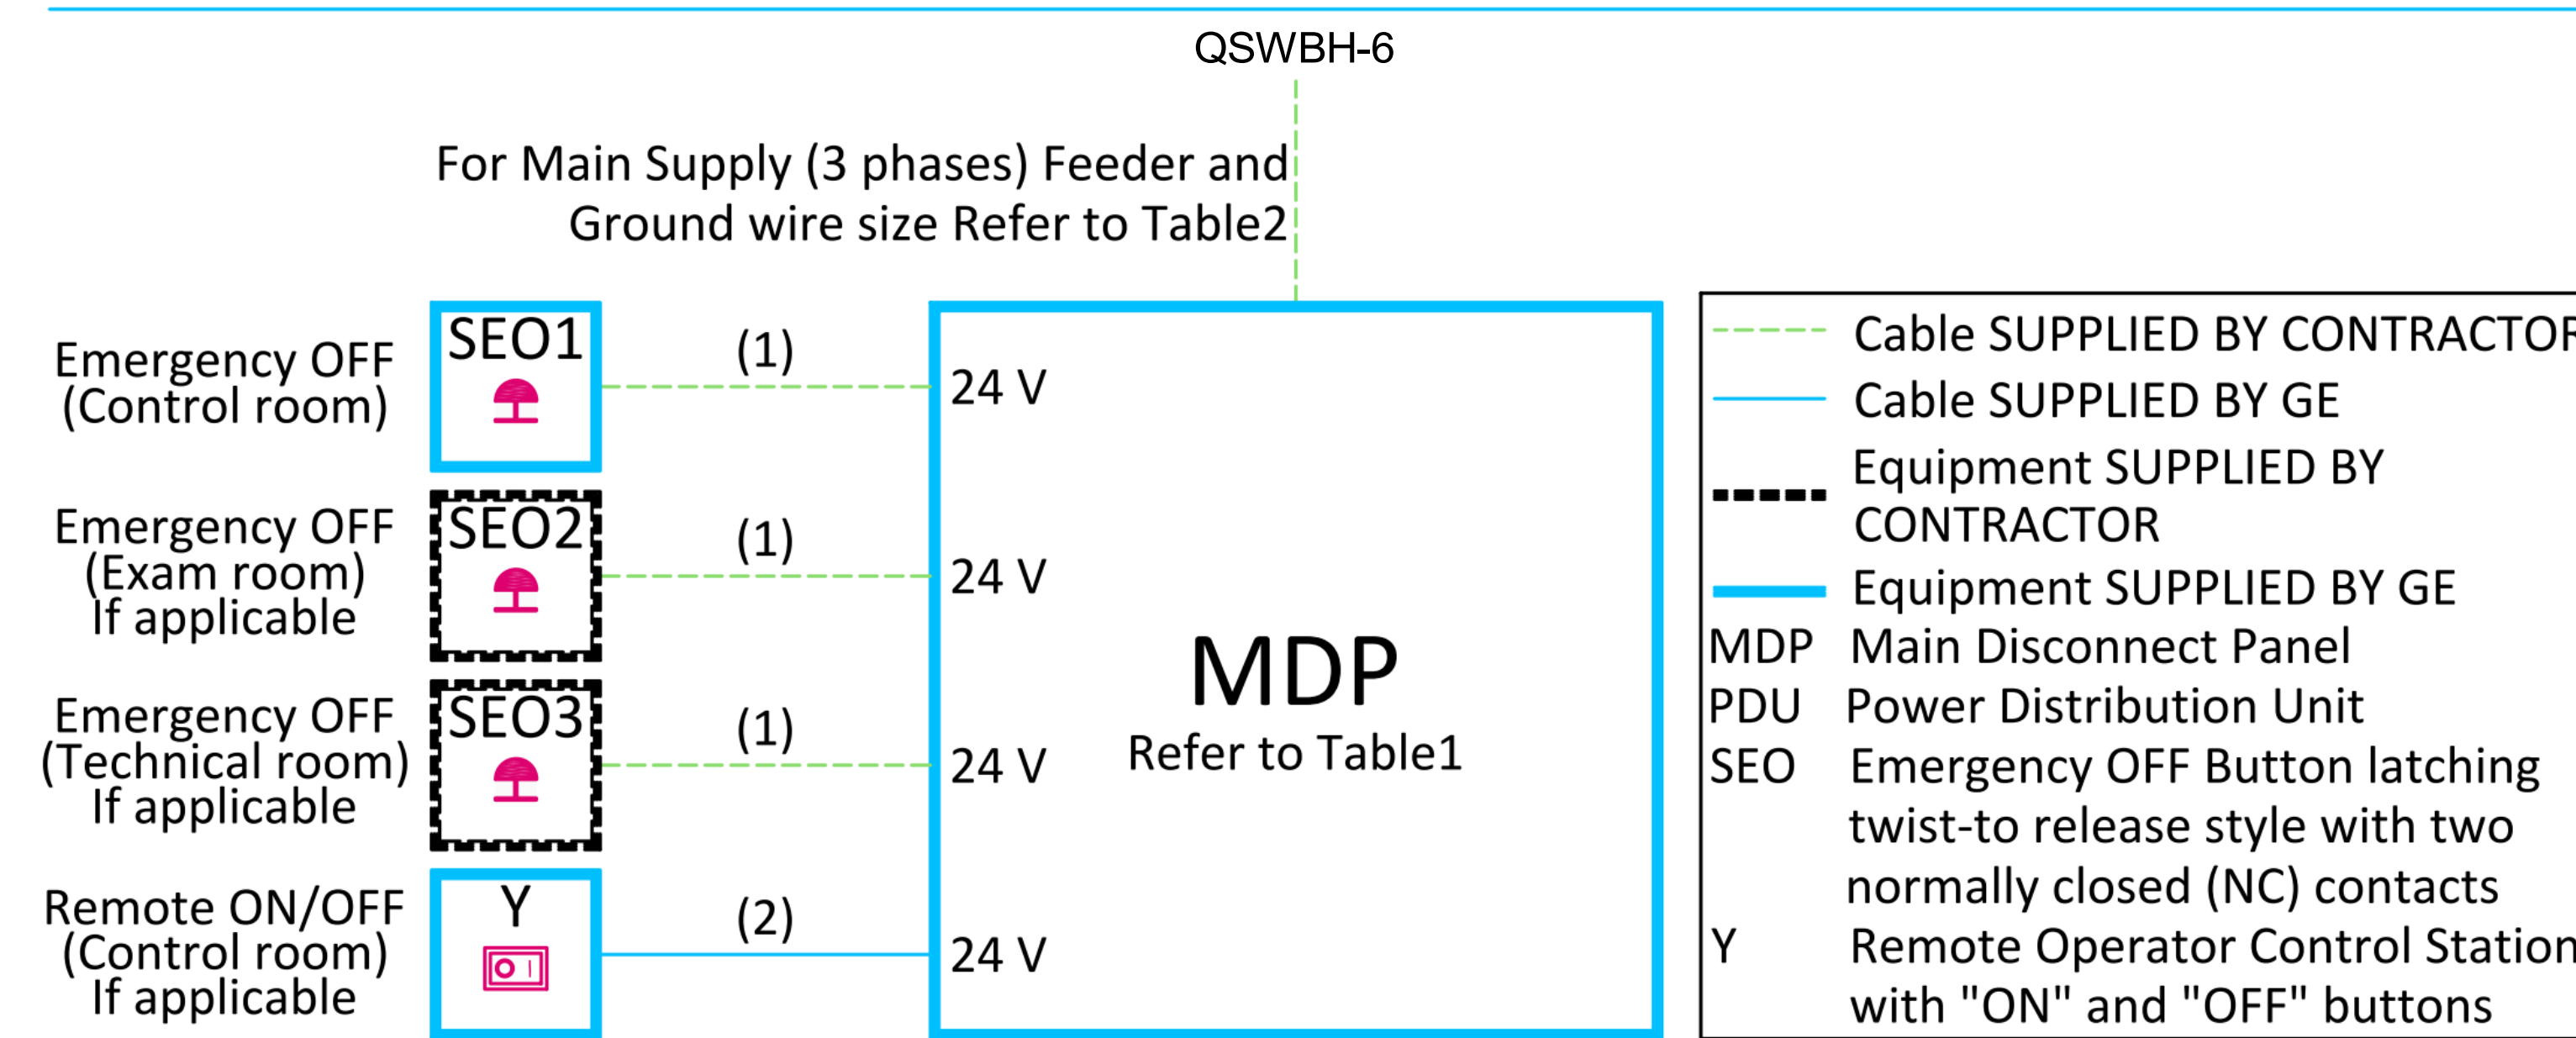 QSWBH-6
For Main Supply (3 phases) Feeder and
Ground wire size Refer to Table2
Emergency OFF
(Control room)
SEO1
(1)
24 V
Emergency OFF
(Exam room)
If applicable
SEO2
(1)
24 V
Emergency OFF
(Technical room)
If applicable
SEO3
(1)
24 V
Remote ON/OFF
(Control room)
If applicable
Y
(2)
24 V
MDP
Refer to Table1
Cable SUPPLIED BY CONTRACTOR
Cable SUPPLIED BY GE
Equipment SUPPLIED BY
CONTRACTOR
Equipment SUPPLIED BY GE
MDP Main Disconnect Panel
PDU Power Distribution Unit
SEO Emergency OFF Button latching
twist-to release style with two
normally closed (NC) contacts
Y Remote Operator Control Station
with "ON" and "OFF" buttons